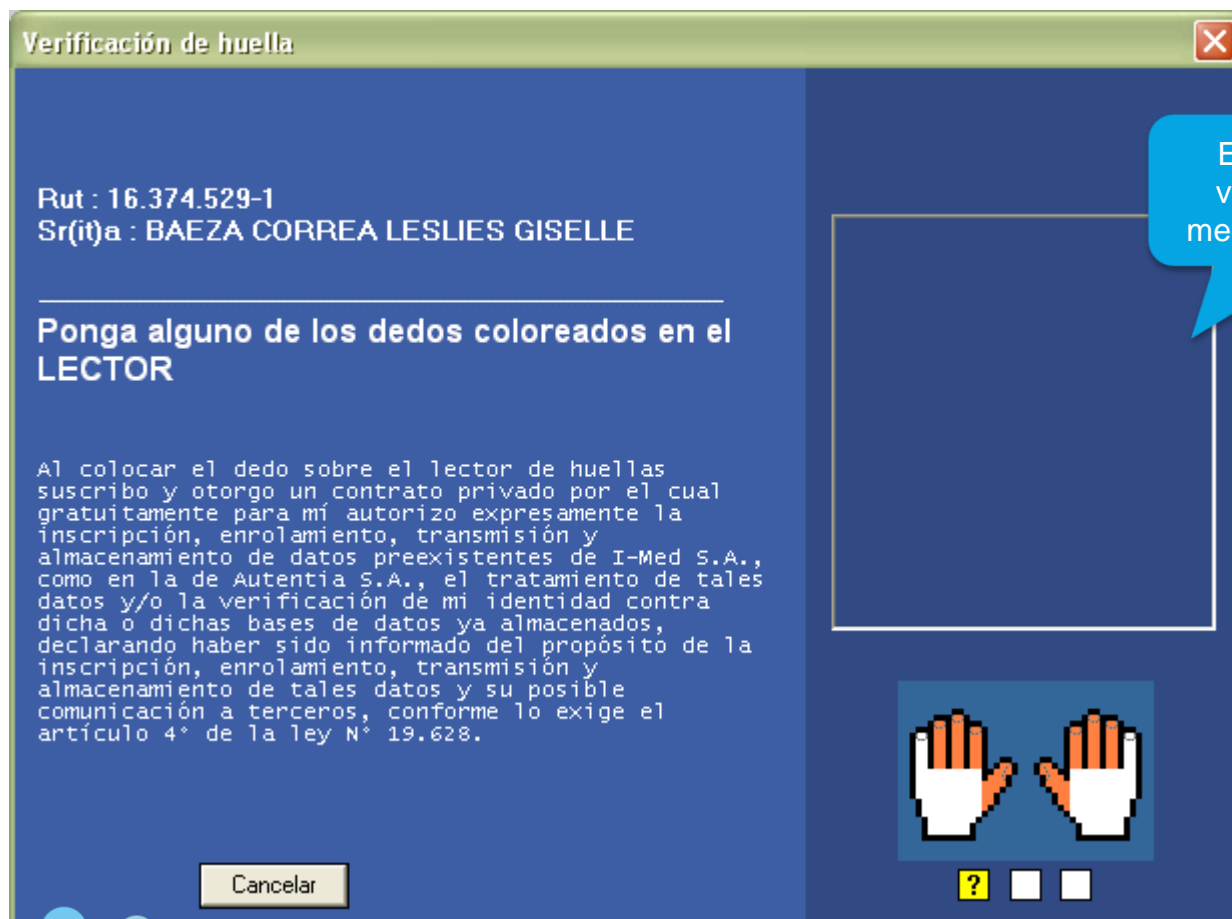 Verificación de huella
Rut : 16.374.529-1
Sr(it)a : BAEZA CORREA LESLIES GISELLE
Ponga alguno de los dedos coloreados en el
LECTOR
Al colocar el dedo sobre el lector de huellas
suscribo y otorgo un contrato privado por el cual
gratuitamente para mí autorizo expresamente la
inscripción, enrolamiento, transmisión y
almacenamiento de datos preexistentes de I-Med S.A.,
como en la de Autentia S.A., el tratamiento de tales
datos y/o la verificación de mi identidad contra
dicha o dichas bases de datos ya almacenados,
declarando haber sido informado del propósito de la
inscripción, enrolamiento, transmisión y
almacenamiento de tales datos y su posible
comunicación a terceros, conforme lo exige el
artículo 4° de la ley N° 19.628.
Cancelar
?